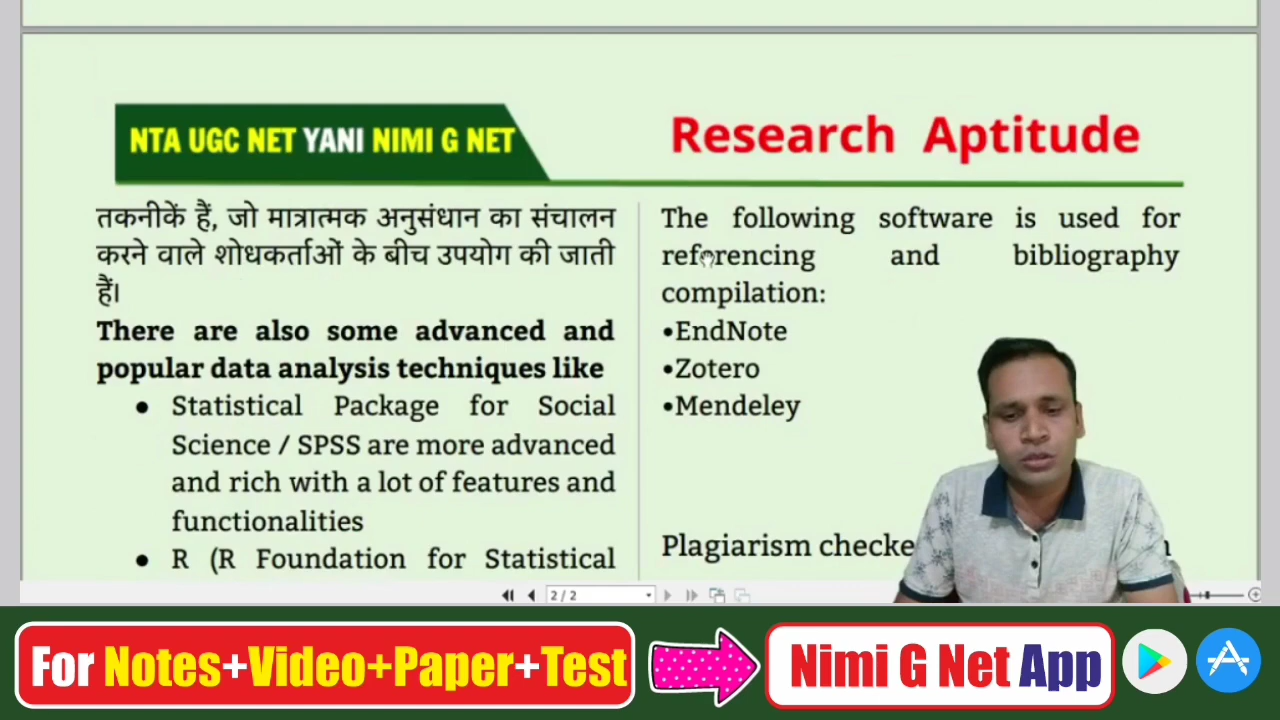 NTA UGC NET YANI NIMI G NET
Research Aptitude
तकनीकें हैं, जो मात्रात्मक अनुसंधान का संचालन
करने वाले शोधकर्ताओं के बीच उपयोग की जाती
हैं।
There are also some advanced and
popular data analysis techniques like
● Statistical Package for Social
Science / SPSS are more advanced
and rich with a lot of features and
functionalities
● R (R Foundation for Statistical
The following software is used for
referencing and bibliography
compilation:
•EndNote
•Zotero
•Mendeley
Plagiarism checke
2 / 2
For Notes+Video+Paper+Test
Nimi G Net App